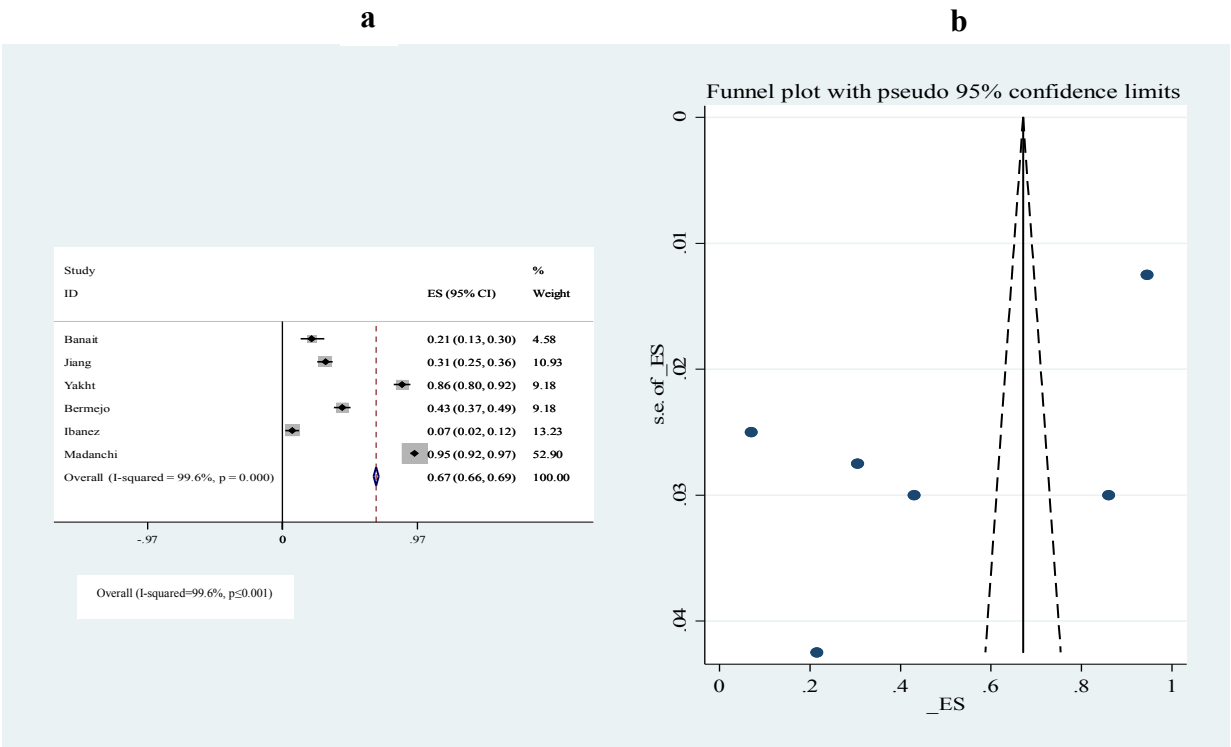 a
b
Study %
ID ES (95% CI) Weight
Banait 0.21 (0.13, 0.30) 4.58
Jiang 0.31 (0.25, 0.36) 10.93
Yakht 0.86 (0.80, 0.92) 9.18
Bermejo 0.43 (0.37, 0.49) 9.18
Ibanez 0.07 (0.02, 0.12) 13.23
Madanchi 0.95 (0.92, 0.97) 52.90
Overall (I-squared = 99.6%, p = 0.000) 0.67 (0.66, 0.69) 100.00
-.97 0 .97
Overall (I-squared=99.6%, p≤0.001)
Funnel plot with pseudo 95% confidence limits
s.e. of _ES
0
.01
.02
.03
.04
0 .2 .4 .6 .8 1
_ES